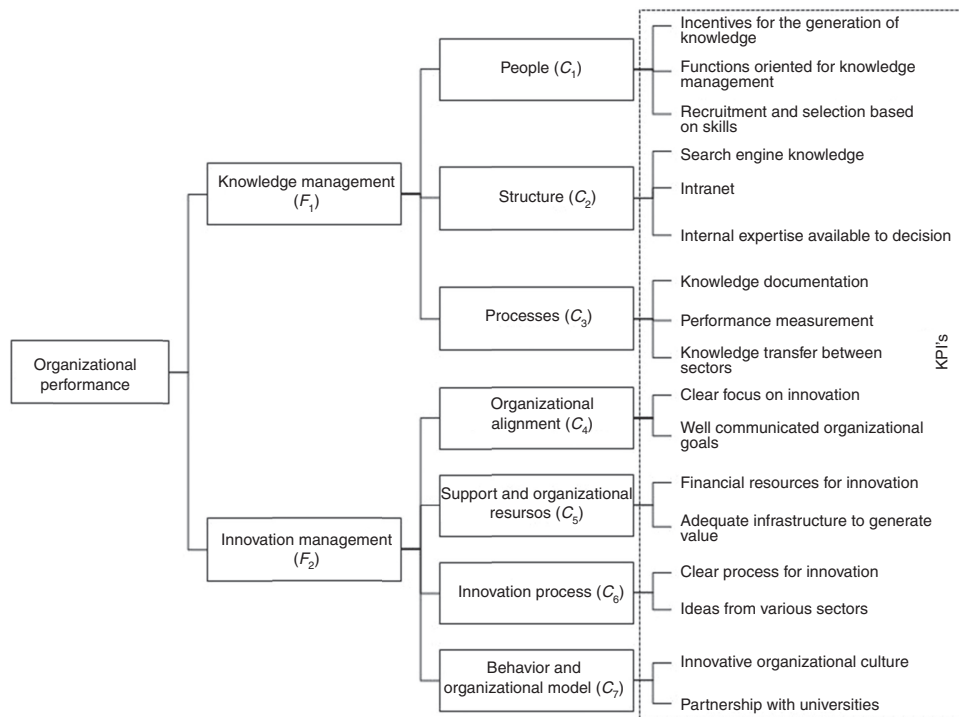 Organizational
performance
Knowledge management
(F1)
Innovation management
(F2)
People (C1)
Structure (C2)
Processes (C3)
Organizational
alignment (C4)
Support and organizational
resursos (C5)
Innovation process (C6)
Behavior and
organizational model (C7)
Incentives for the generation of
knowledge
Functions oriented for knowledge
management
Recruitment and selection based
on skills
Search engine knowledge
Intranet
Internal expertise available to decision
Knowledge documentation
Performance measurement
Knowledge transfer between
sectors
Clear focus on innovation
Well communicated organizational
goals
Financial resources for innovation
Adequate infrastructure to generate
value
Clear process for innovation
Ideas from various sectors
Innovative organizational culture
Partnership with universities
KPI's